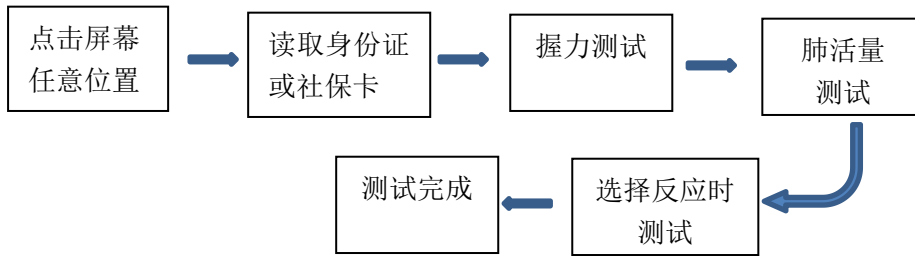 点击屏幕
任意位置
读取身份证
或社保卡
握力测试
肺活量
测试
选择反应时
测试
测试完成